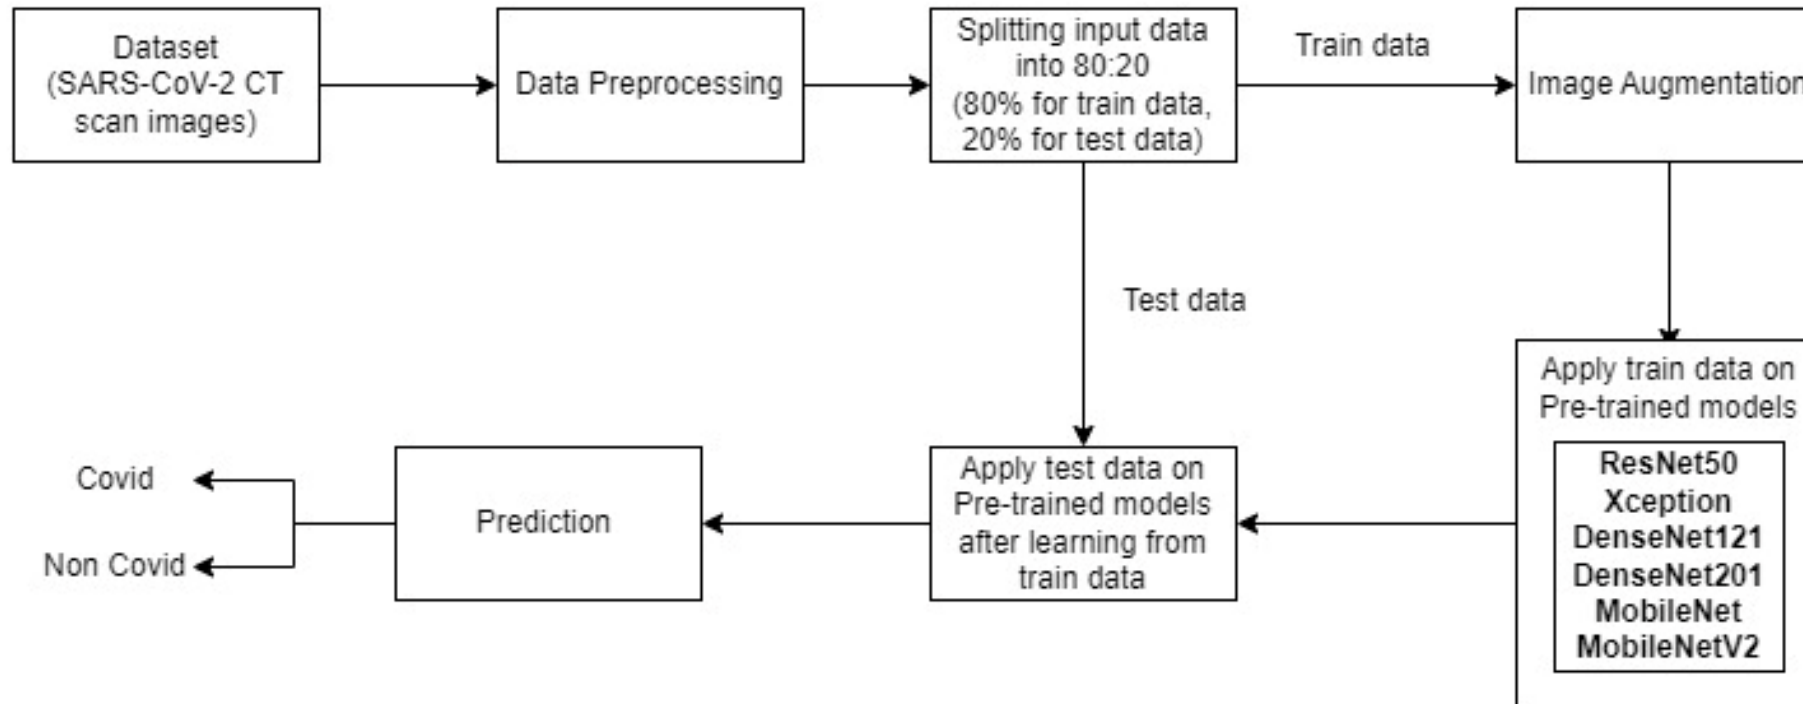 Dataset
(SARS-CoV-2 CT
scan images)
Data Preprocessing
Splitting input data
into 80:20
(80% for train data,
20% for test data)
Train data
Image Augmentation
Test data
Apply train data on
Pre-trained models
ResNet50
Xception
DenseNet121
DenseNet201
MobileNet
MobileNetV2
Apply test data on
Pre-trained models
after learning from
train data
Prediction
Covid
Non Covid